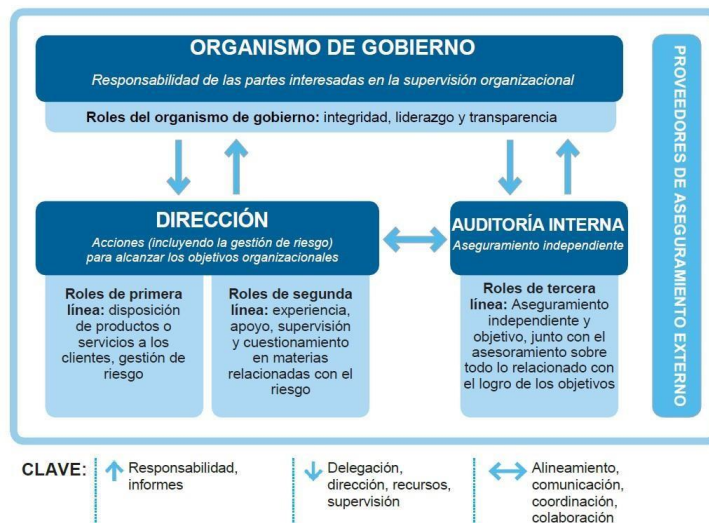 ORGANISMO DE GOBIERNO
Responsabilidad de las partes interesadas en la supervisión organizacional
Roles del organismo de gobierno: integridad, liderazgo y transparencia
DIRECCIÓN
Acciones (incluyendo la gestión de riesgo)
para alcanzar los objetivos organizacionales
Roles de primera
línea: disposición
de productos o
servicios a los
clientes, gestión de
riesgo
Roles de segunda
línea: experiencia,
apoyo, supervisión
y cuestionamiento
en materias
relacionadas con el
riesgo
AUDITORÍA INTERNA
Aseguramiento independiente
Roles de tercera
línea: Aseguramiento
independiente y
objetivo, junto con el
asesoramiento sobre
todo lo relacionado con
el logro de los objetivos
PROVEEDORES DE ASEGURAMIENTO EXTERNO
CLAVE:
Responsabilidad,
informes
Delegación,
dirección, recursos,
supervisión
Alineamiento,
comunicación,
coordinación,
colaboración